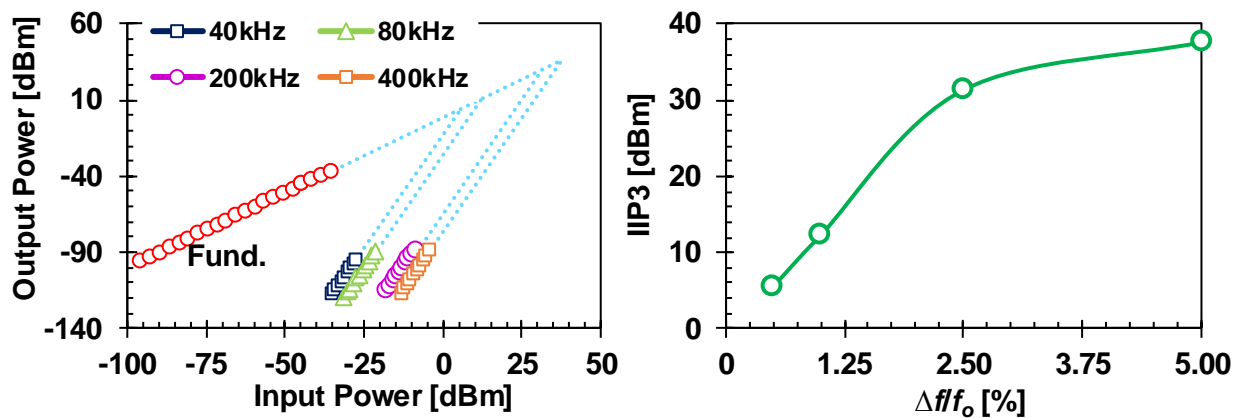 60
10
-40
-90
-140
Output Power [dBm]
40kHz
80kHz
200kHz
400kHz
Fund.
-100
-75
-50
-25
0
25
50
Input Power [dBm]
40
30
20
10
0
IIP3 [dBm]
0
1.25
2.50
3.75
5.00
Δf/fo [%]